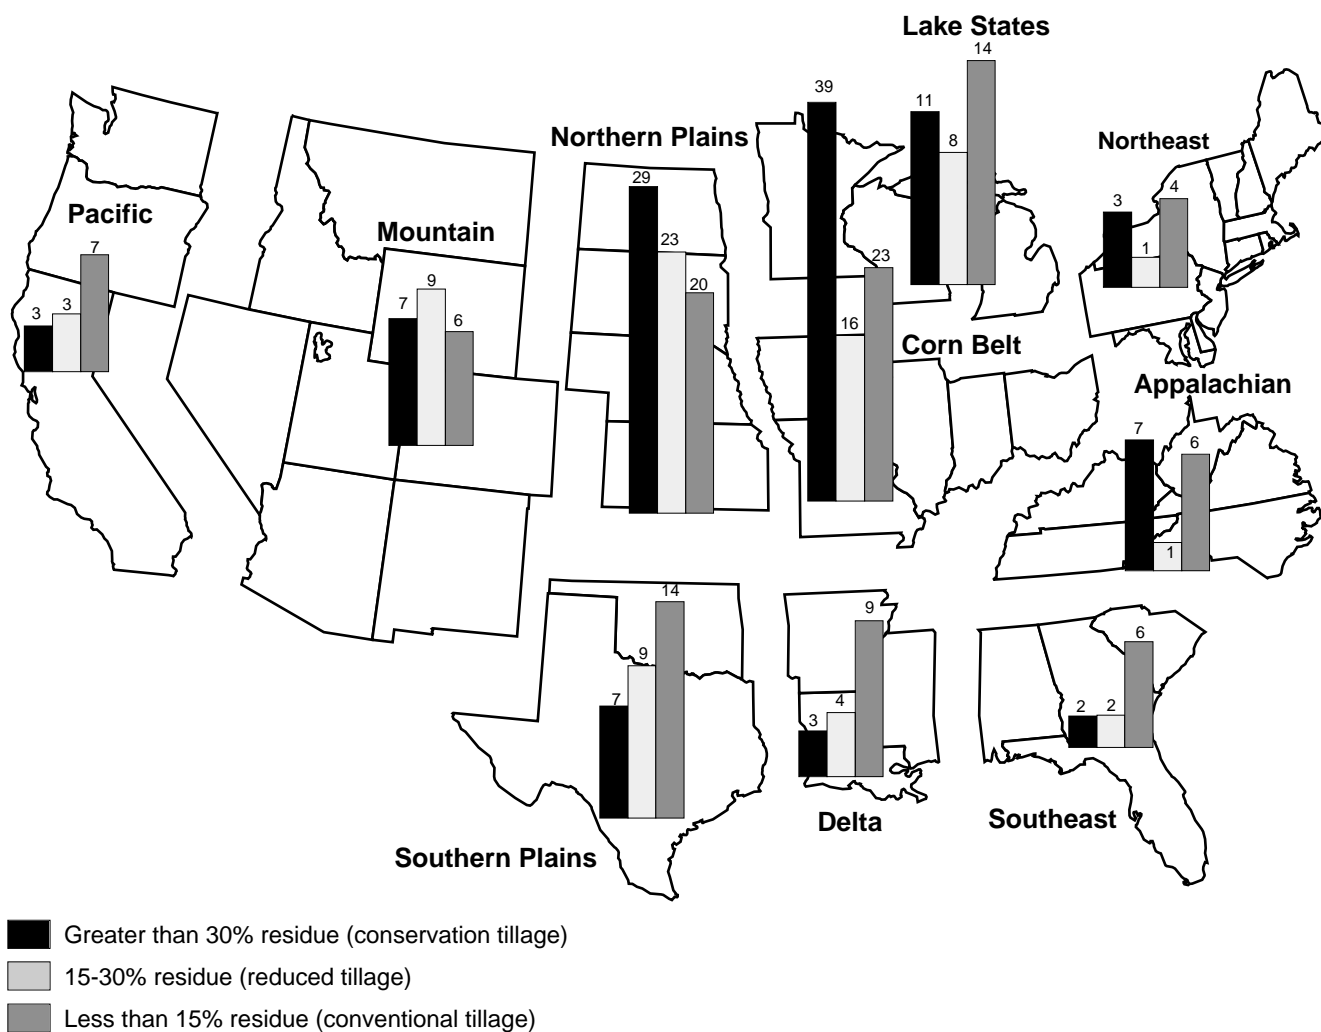 Lake States
14
11
8
39
Northern Plains
29
23
20
16
23
Corn Belt
Northeast
3
1
4
Pacific
3
3
7
Mountain
7
9
6
Appalachian
7
1
6
Southern Plains
7
9
14
Delta
3
4
9
Southeast
2
2
6
Greater than 30% residue (conservation tillage)
15-30% residue (reduced tillage)
Less than 15% residue (conventional tillage)